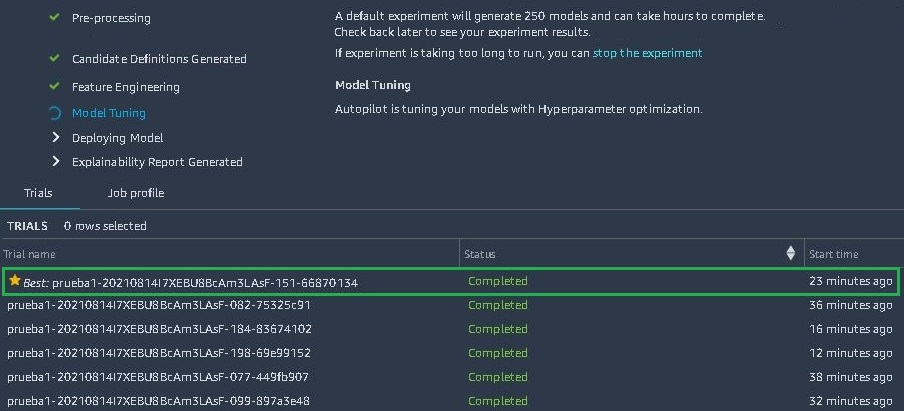 Pre-processing
Candidate Definitions Generated
Feature Engineering
Model Tuning
Deploying Model
Explainability Report Generated
A default experiment will generate 250 models and can take hours to complete.
Check back later to see your experiment results.
If experiment is taking too long to run, you can stop the experiment
Model Tuning
Autopilot is tuning your models with Hyperparameter optimization.
Trials Job profile
TRIALS 0 rows selected
Trial name Status Start time
Best: prueba1-20210814I7XEBU8BcAm3LAsF-151-66870134 Completed 23 minutes ago
prueba1-20210814I7XEBU8BcAm3LAsF-082-75325c91 Completed 36 minutes ago
prueba1-20210814I7XEBU8BcAm3LAsF-184-83674102 Completed 16 minutes ago
prueba1-20210814I7XEBU8BcAm3LAsF-198-69e99152 Completed 12 minutes ago
prueba1-20210814I7XEBU8BcAm3LAsF-077-449fb907 Completed 38 minutes ago
prueba1-20210814I7XEBU8BcAm3LAsF-099-897a3e48 Completed 32 minutes ago